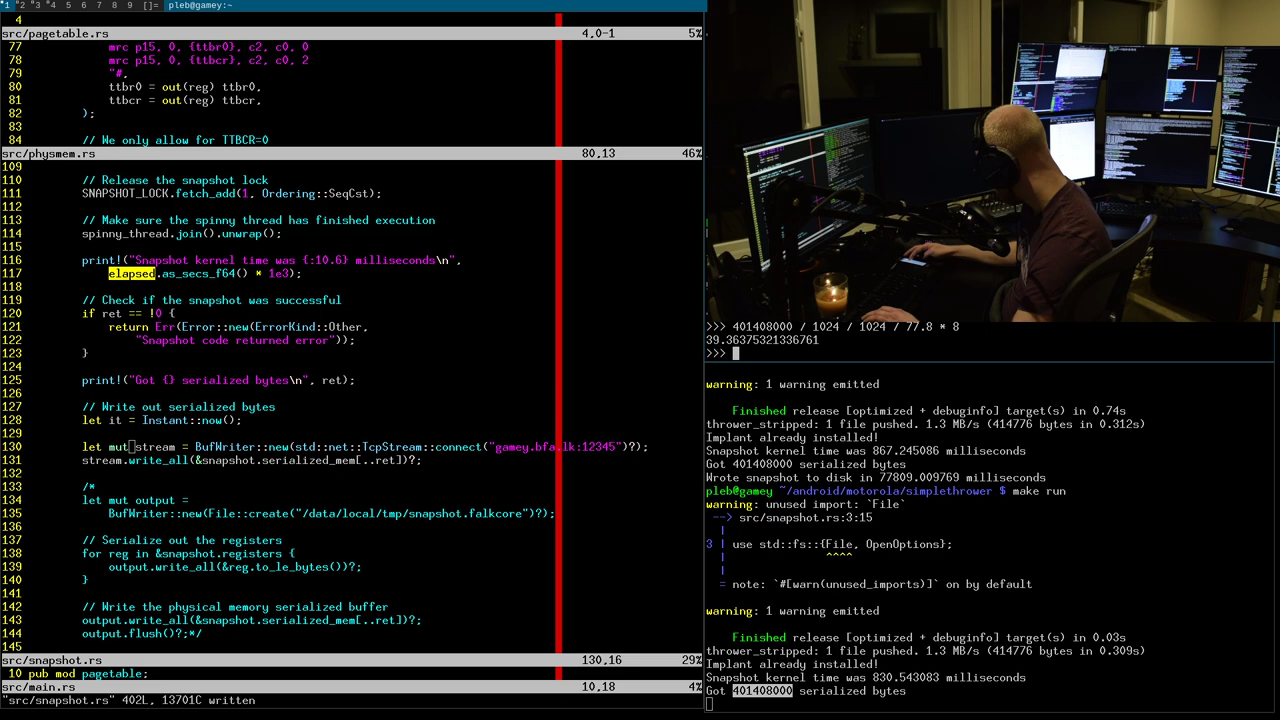 1 2 3 4 5 6 7 8 9 []= pleb@gamey:~
4
src/pagetable.rs 4,0-1 5%
77 mrc p15, 0, {ttbr0}, c2, c0, 0
78 mrc p15, 0, {ttbcr}, c2, c0, 2
79 "#,
80 ttbr0 = out(reg) ttbr0,
81 ttbcr = out(reg) ttbcr,
82 );
83
84 // We only allow for TTBCR=0
src/physmem.rs 80,13 46%
109
110 // Release the snapshot lock
111 SNAPSHOT_LOCK.fetch_add(1, Ordering::SeqCst);
112
113 // Make sure the spinny thread has finished execution
114 spinny_thread.join().unwrap();
115
116 print!("Snapshot kernel time was {:10.6} milliseconds\n",
117 elapsed.as_secs_f64() * 1e3);
118
119 // Check if the snapshot was successful
120 if ret == !0 {
121 return Err(Error::new(ErrorKind::Other,
122 "Snapshot code returned error"));
123 }
124
125 print!("Got {} serialized bytes\n", ret);
126
127 // Write out serialized bytes
128 let it = Instant::now();
129
130 let mut stream = BufWriter::new(std::net::TcpStream::connect("gamey.bfa.lk:12345")?);
131 stream.write_all(&snapshot.serialized_mem[..ret])?;
132
133 /*
134 let mut output =
135 BufWriter::new(File::create("/data/local/tmp/snapshot.falkcore")?);
136
137 // Serialize out the registers
138 for reg in &snapshot.registers {
139 output.write_all(&reg.to_le_bytes())?;
140 }
141
142 // Write the physical memory serialized buffer
143 output.write_all(&snapshot.serialized_mem[..ret])?;
144 output.flush()?;*/
145
src/snapshot.rs 130,16 29%
10 pub mod pagetable;
src/main.rs 10,18 4%
"src/snapshot.rs" 402L, 13701C written
>>> 401408000 / 1024 / 1024 / 77.8 * 8
39.36375321336761
>>>
warning: 1 warning emitted
Finished release [optimized + debuginfo] target(s) in 0.74s
thrower_stripped: 1 file pushed. 1.3 MB/s (414776 bytes in 0.312s)
Implant already installed!
Snapshot kernel time was 867.245086 milliseconds
Got 401408000 serialized bytes
Wrote snapshot to disk in 77809.009769 milliseconds
pleb@gamey ~/android/motorola/simplethrower $ make run
warning: unused import: `File`
--> src/snapshot.rs:3:15
|
3 | use std::fs::{File, OpenOptions};
| ^^^^
|
= note: `#[warn(unused_imports)]` on by default
warning: 1 warning emitted
Finished release [optimized + debuginfo] target(s) in 0.03s
thrower_stripped: 1 file pushed. 1.3 MB/s (414776 bytes in 0.309s)
Implant already installed!
Snapshot kernel time was 830.543083 milliseconds
Got 401408000 serialized bytes